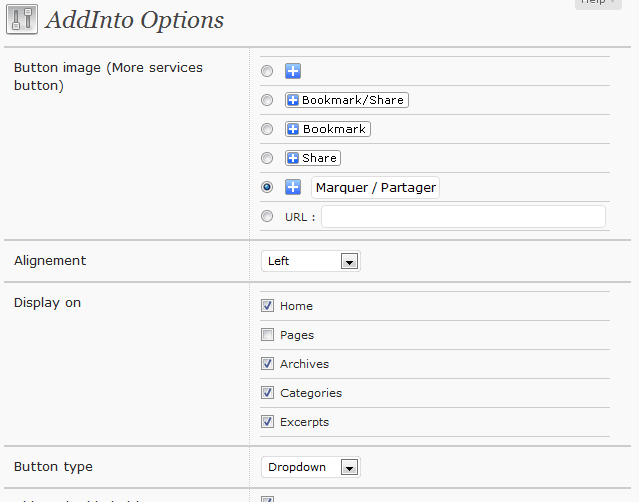 Help
AddInto Options
Button image (More services
button)
Bookmark/Share
Bookmark
Share
Marquer / Partager
URL :
Alignement
Left
Display on
Home
Pages
Archives
Categories
Excerpts
Button type
Dropdown